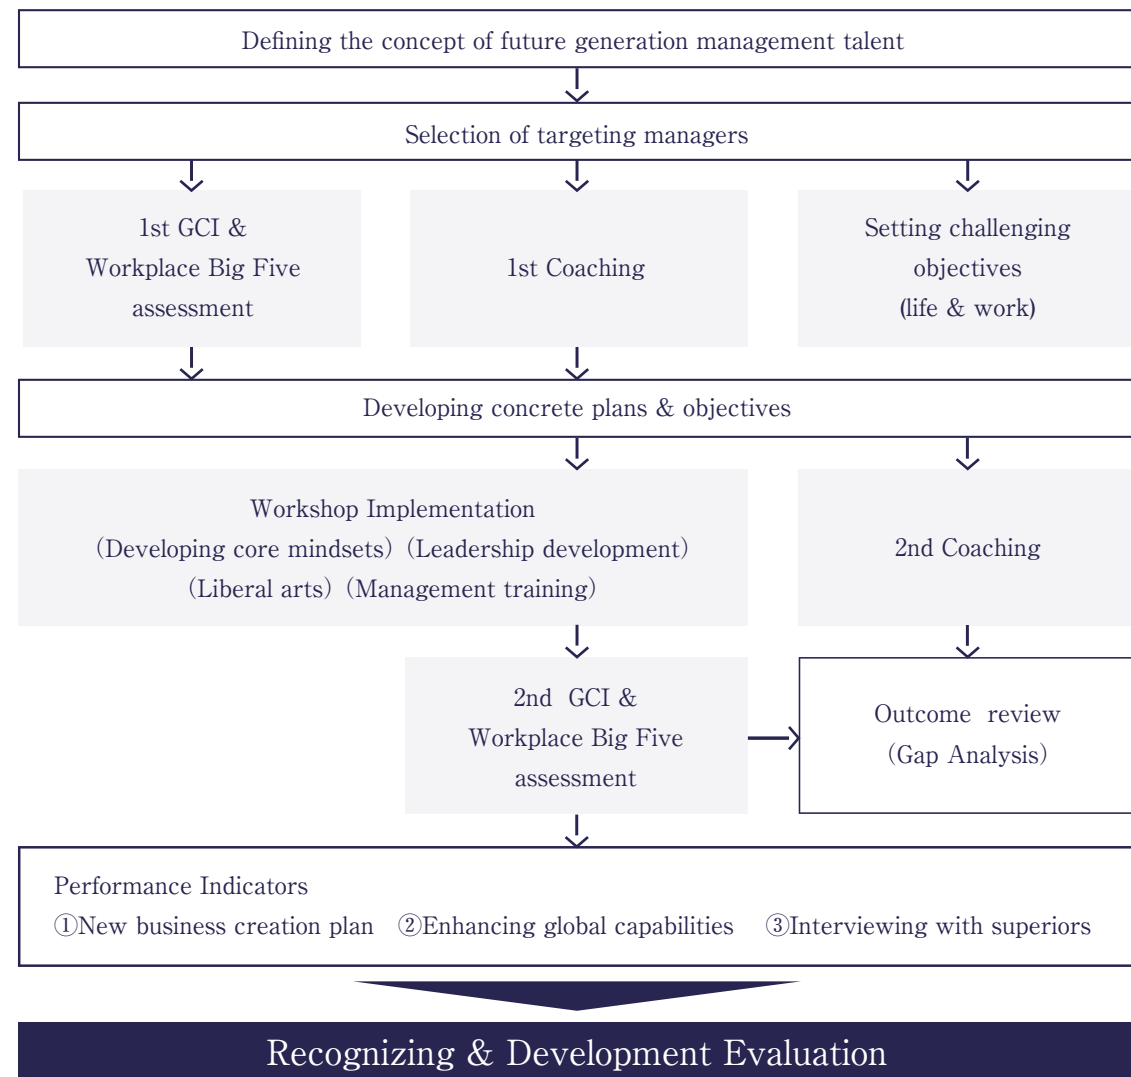 Defining the concept of future generation management talent
Selection of targeting managers
1st GCI &
Workplace Big Five
assessment
1st Coaching
Setting challenging
objectives
(life & work)
Developing concrete plans & objectives
Workshop Implementation
（Developing core mindsets）（Leadership development）
（Liberal arts）（Management training）
2nd Coaching
2nd  GCI &
Workplace Big Five
assessment
Outcome  review
（Gap Analysis）
Performance Indicators
①New business creation plan  ②Enhancing global capabilities  ③Interviewing with superiors
Recognizing & Development Evaluation